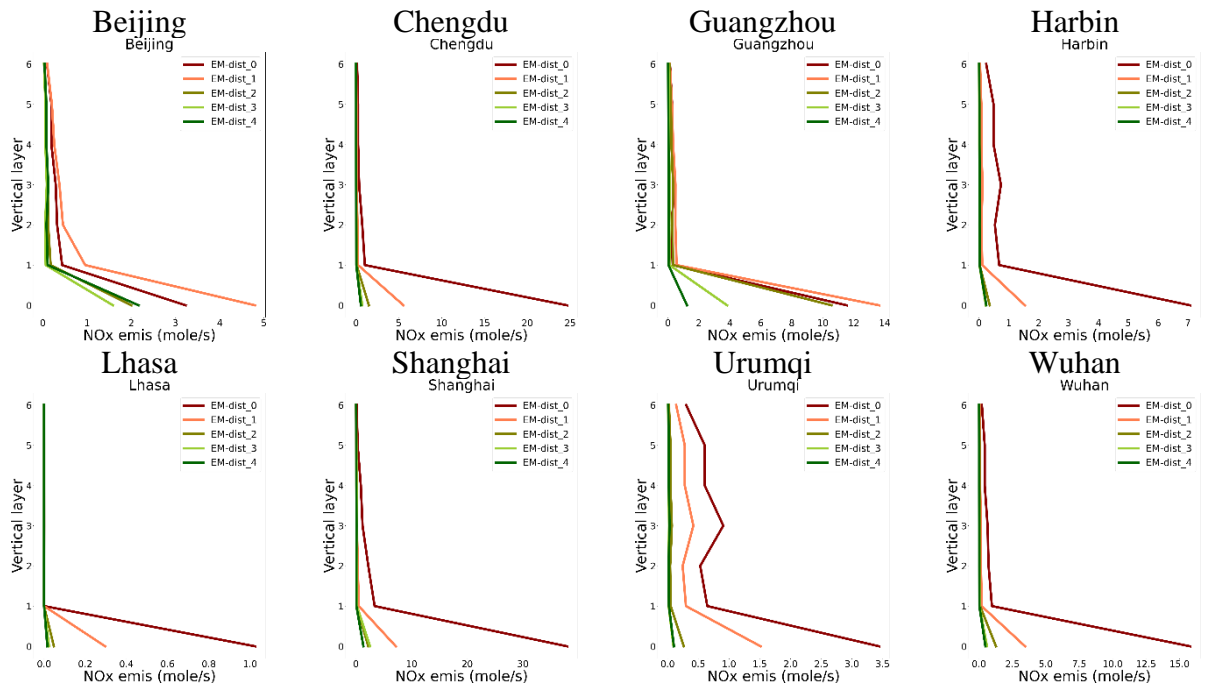 Beijing
Chengdu
Guangzhou
Harbin
Beijing
Chengdu
Guangzhou
Harbin
EM-dist_0
EM-dist_1
EM-dist_2
EM-dist_3
EM-dist_4
Vertical layer
6
5
4
3
2
1
0
0 1 2 3 4 5
NOx emis (mole/s)
EM-dist_0
EM-dist_1
EM-dist_2
EM-dist_3
EM-dist_4
Vertical layer
6
5
4
3
2
1
0
0 5 10 15 20 25
NOx emis (mole/s)
EM-dist_0
EM-dist_1
EM-dist_2
EM-dist_3
EM-dist_4
Vertical layer
6
5
4
3
2
1
0
0 2 4 6 8 10 12 14
NOx emis (mole/s)
EM-dist_0
EM-dist_1
EM-dist_2
EM-dist_3
EM-dist_4
Vertical layer
6
5
4
3
2
1
0
0 1 2 3 4 5 6 7
NOx emis (mole/s)
Lhasa
Shanghai
Urumqi
Wuhan
Lhasa
Shanghai
Urumqi
Wuhan
EM-dist_0
EM-dist_1
EM-dist_2
EM-dist_3
EM-dist_4
Vertical layer
6
5
4
3
2
1
0
0.0 0.2 0.4 0.6 0.8 1.0
NOx emis (mole/s)
EM-dist_0
EM-dist_1
EM-dist_2
EM-dist_3
EM-dist_4
Vertical layer
6
5
4
3
2
1
0
0 10 20 30
NOx emis (mole/s)
EM-dist_0
EM-dist_1
EM-dist_2
EM-dist_3
EM-dist_4
Vertical layer
6
5
4
3
2
1
0
0.0 0.5 1.0 1.5 2.0 2.5 3.0 3.5
NOx emis (mole/s)
EM-dist_0
EM-dist_1
EM-dist_2
EM-dist_3
EM-dist_4
Vertical layer
6
5
4
3
2
1
0
0.0 2.5 5.0 7.5 10.0 12.5 15.0
NOx emis (mole/s)